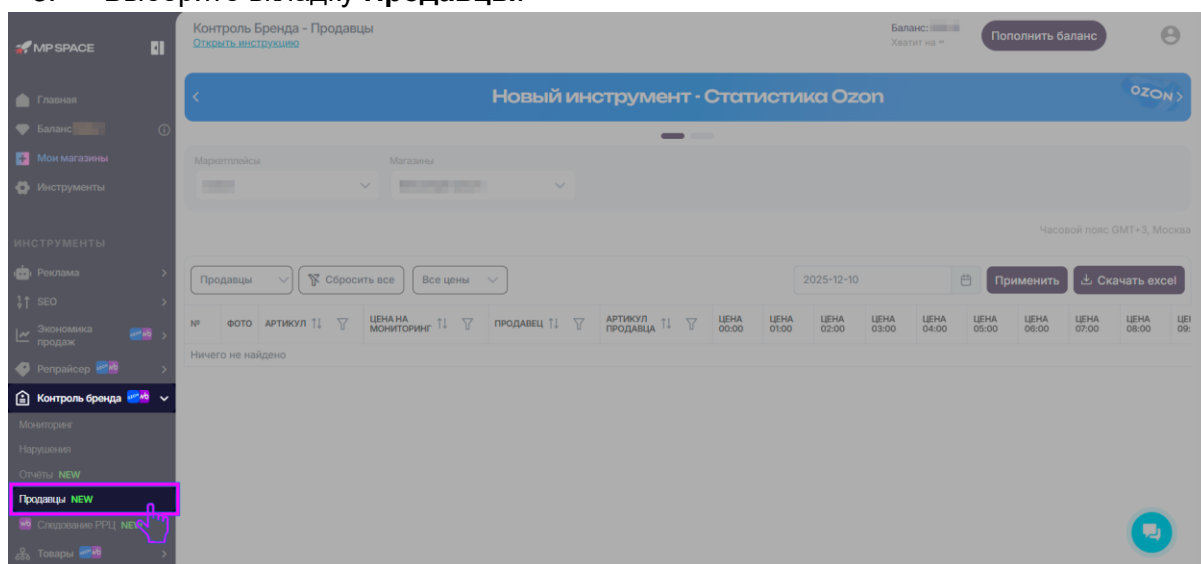 Контроль Бренда - Продавцы
Открыть инструкцию
Баланс:
Хватит на ∞
Пополнить баланс
MP SPACE
Главная
Баланс
Мои магазины
Инструменты
ИНСТРУМЕНТЫ
Реклама
SEO
Экономика
продаж
Репрайсер
Контроль бренда
Мониторинг
Нарушения
Отчёты NEW
Продавцы NEW
Следование РРЦ NEW
Товары
Новый инструмент - Статистика Ozon
OZON
Маркетплейсы
Магазины
Часовой пояс GMT+3, Москва
Продавцы
Сбросить все
Все цены
2025-12-10
Применить
Скачать excel
№ ФОТО АРТИКУЛ ЦЕНА НА МОНИТОРИНГ ПРОДАВЕЦ АРТИКУЛ ПРОДАВЦА ЦЕНА 00:00 ЦЕНА 01:00 ЦЕНА 02:00 ЦЕНА 03:00 ЦЕНА 04:00 ЦЕНА 05:00 ЦЕНА 06:00 ЦЕНА 07:00 ЦЕНА 08:00
Ничего не найдено